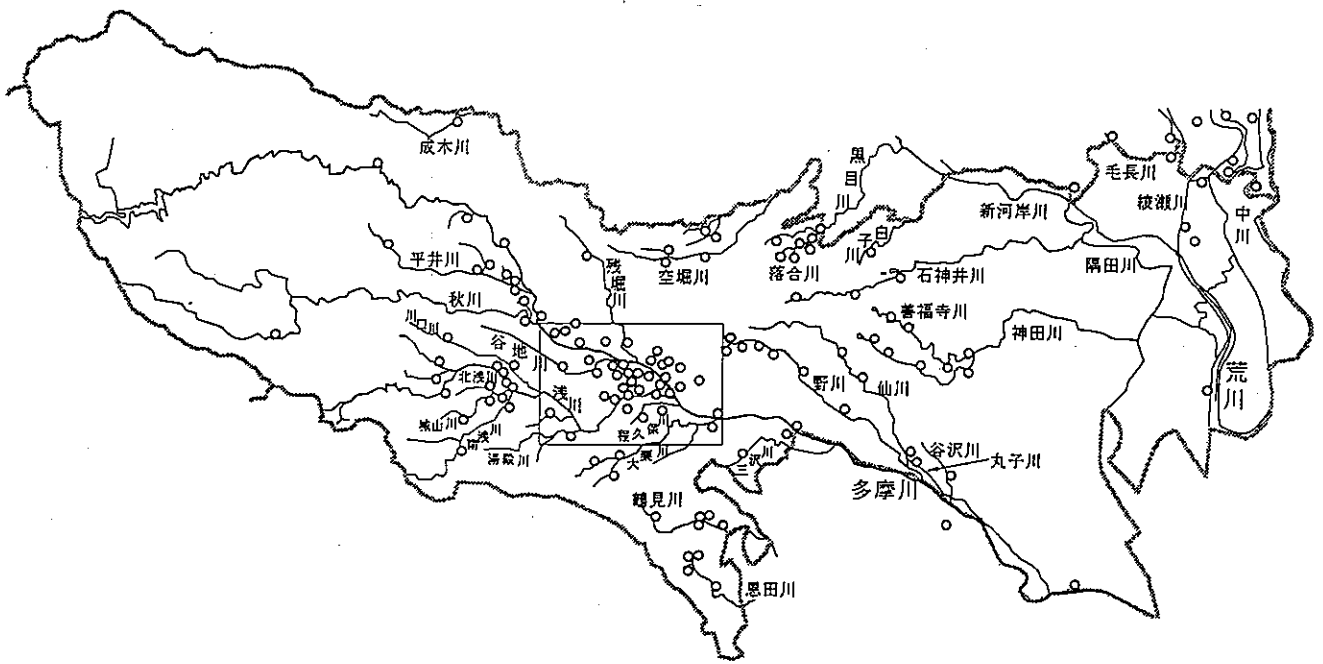 成木川
黒目川
毛長川
新河岸川
綾瀬川
中川
白子川
平井川
残堀川
空堀川
落合川
石神井川
隅田川
秋川
善福寺川
神田川
川口川
谷地川
北浅川
浅川
野川
仙川
荒川
城山川
南浅川
程久保川
湯殿川
大栗川
三沢川
谷沢川
丸子川
多摩川
鶴見川
恩田川